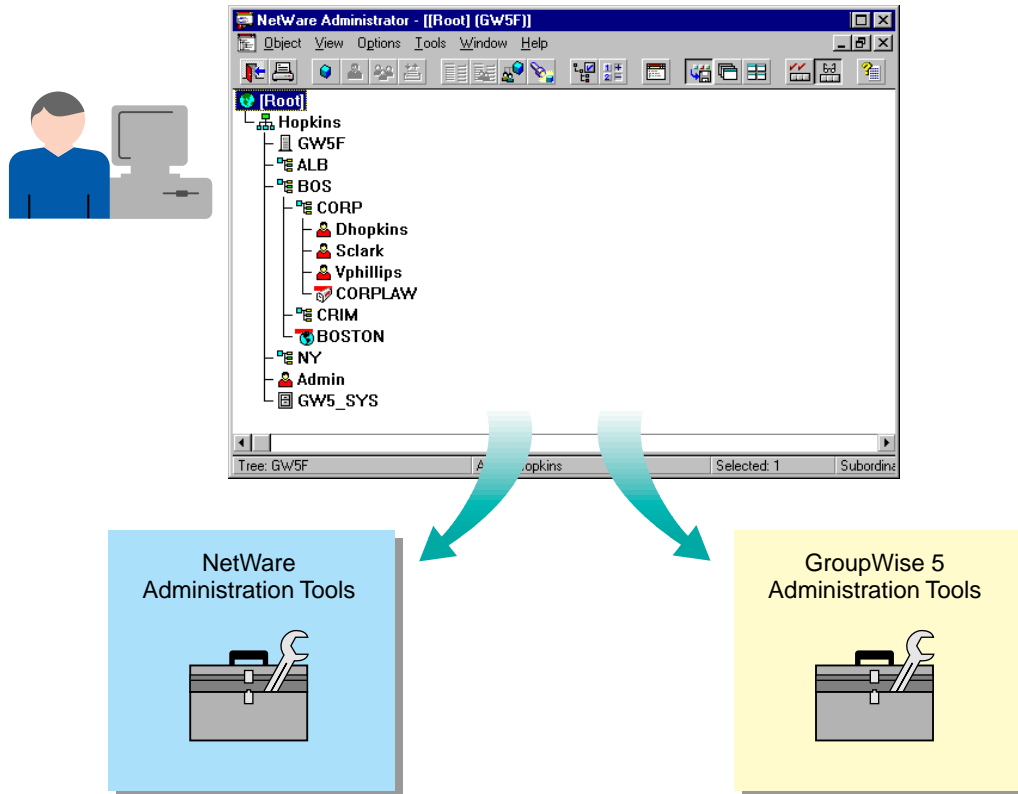 NetWare Administrator - [[Root] (GW5F)]
Object View Options Tools Window Help
[Root]
Hopkins
GW5F
ALB
BOS
CORP
Dhopkins
Sclark
Vphillips
CORPLAW
CRIM
BOSTON
NY
Admin
GW5_SYS
Tree: GW5F
Selected: 1
NetWare
Administration Tools
GroupWise 5
Administration Tools